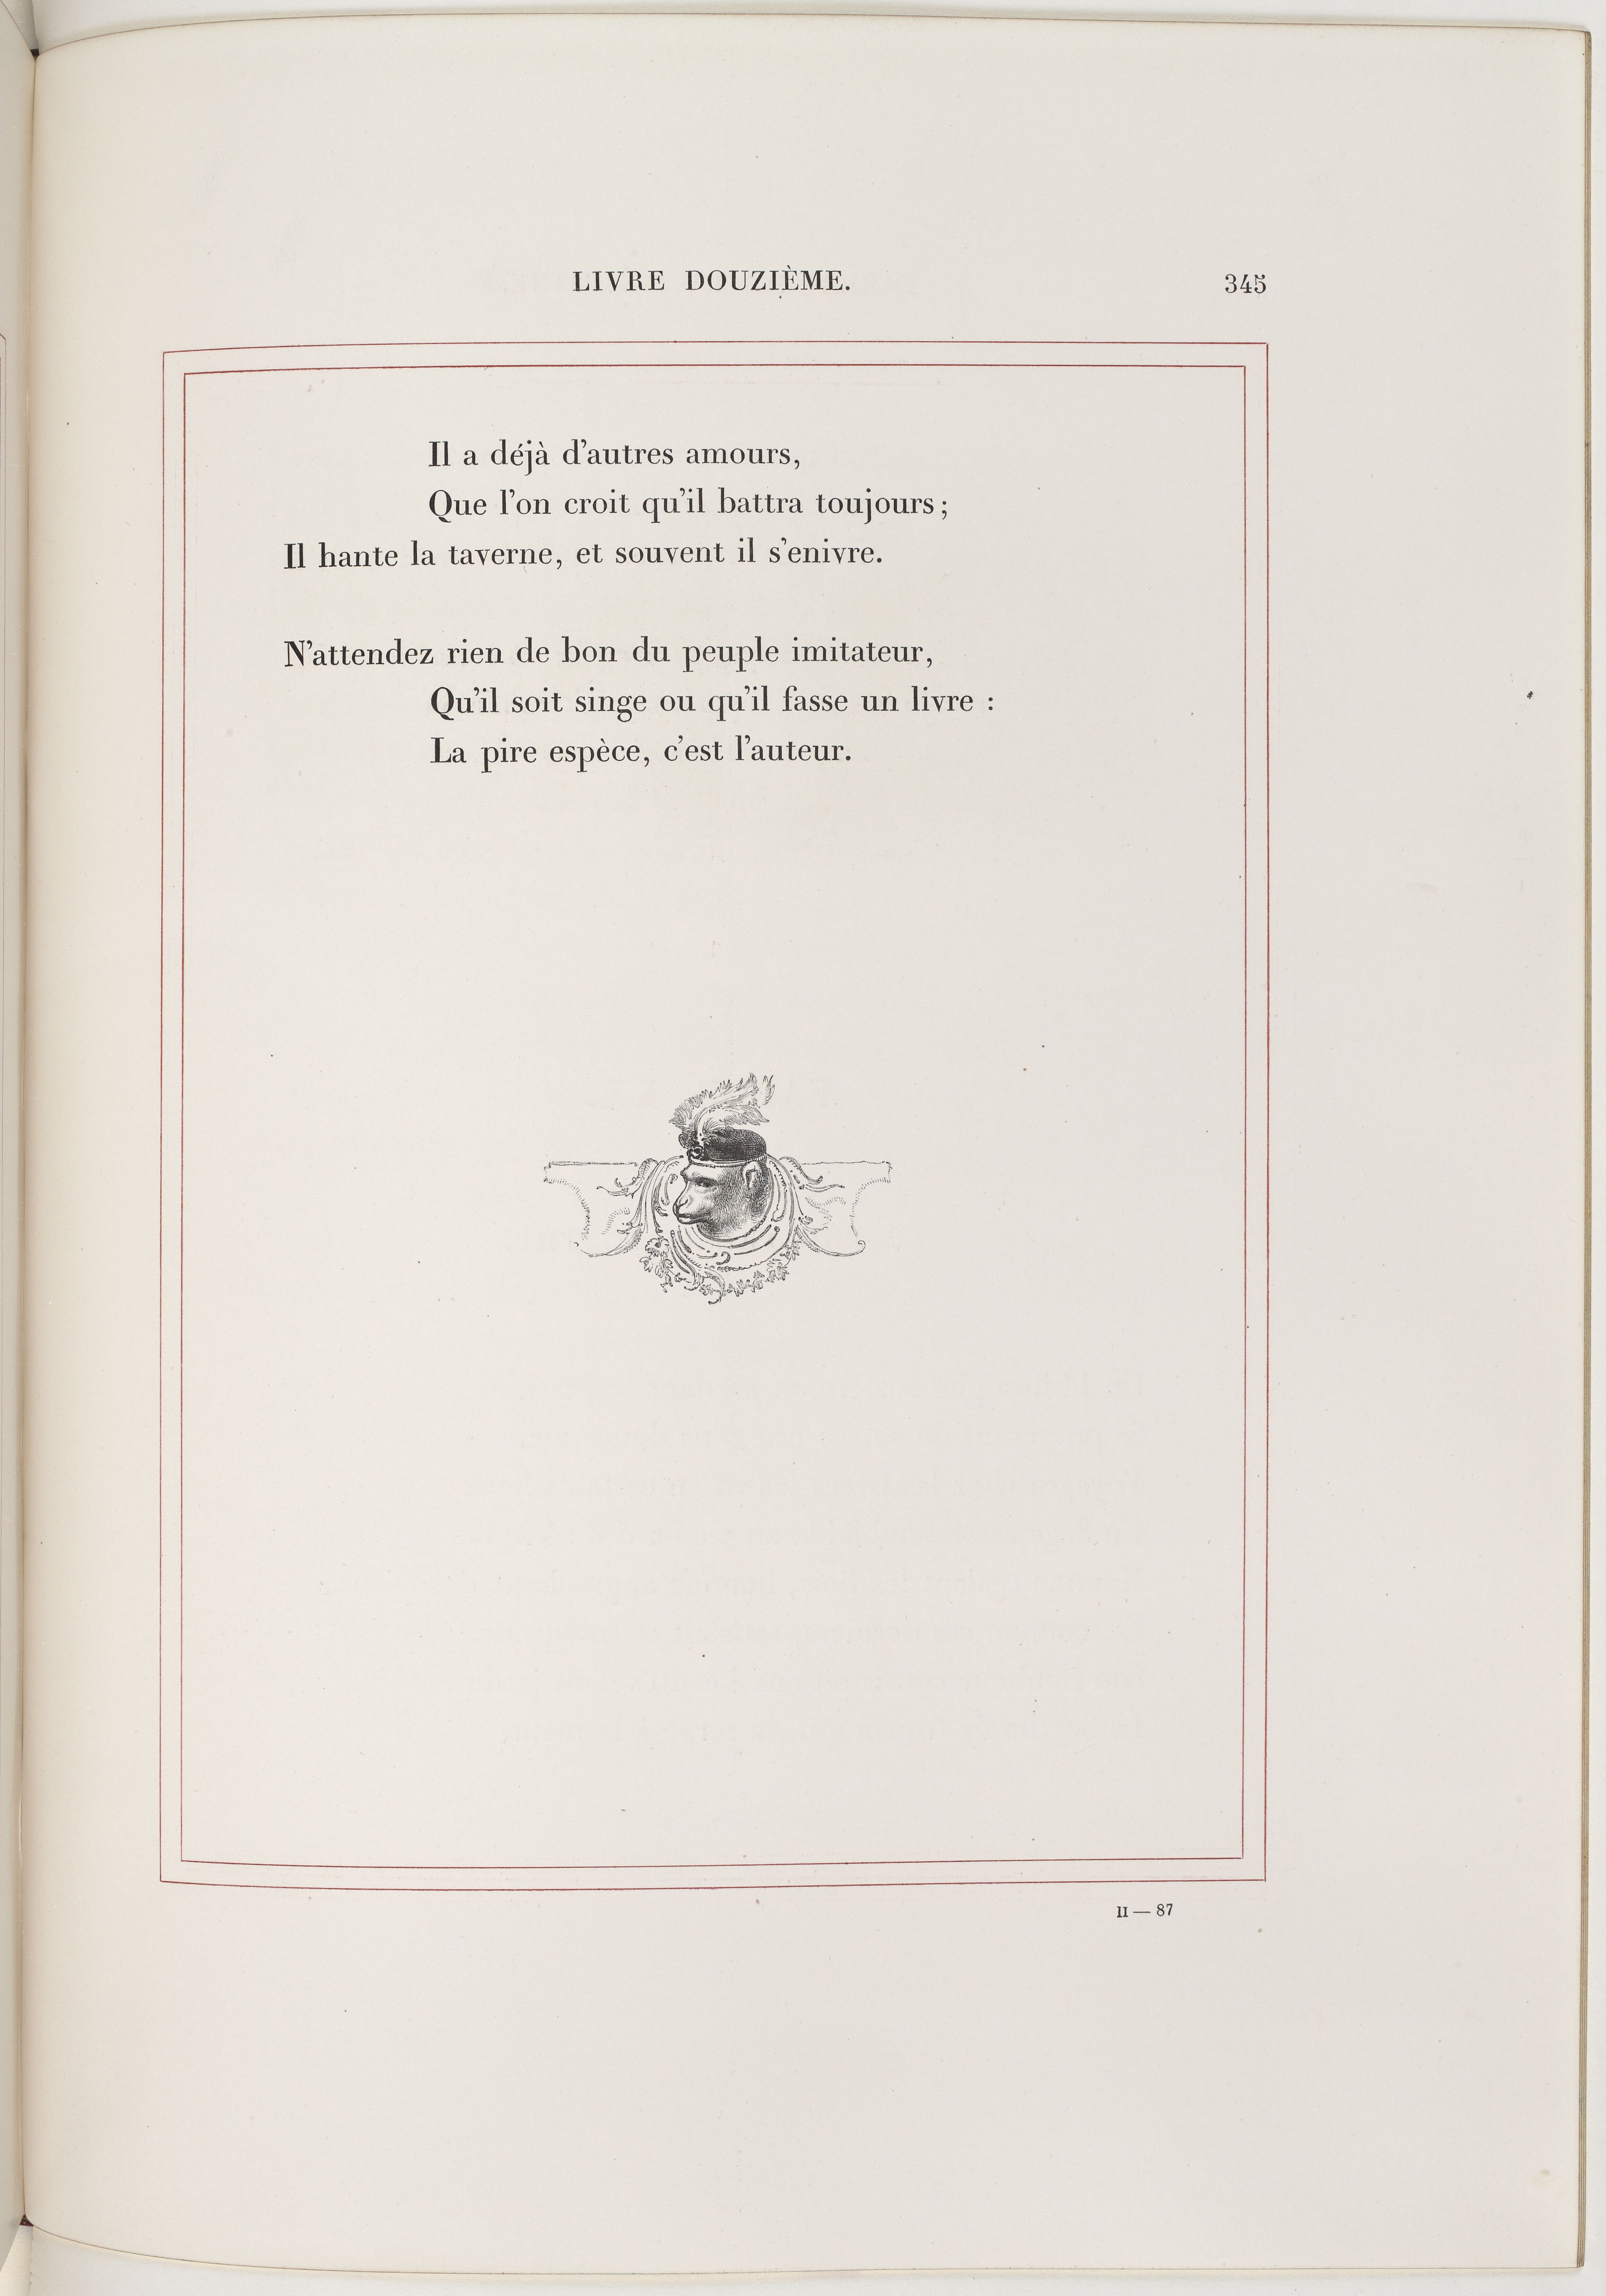 LIVRE DOUZIÈME. 345
Il a déjà d'autres amours,
Que l'on croit qu'il battra toujours ;
Il hante la taverne, et souvent il s'enivre.
N'attendez rien de bon du peuple imitateur,
Qu'il soit singe ou qu'il fasse un livre :
La pire espèce, c'est l'auteur.
II — 87